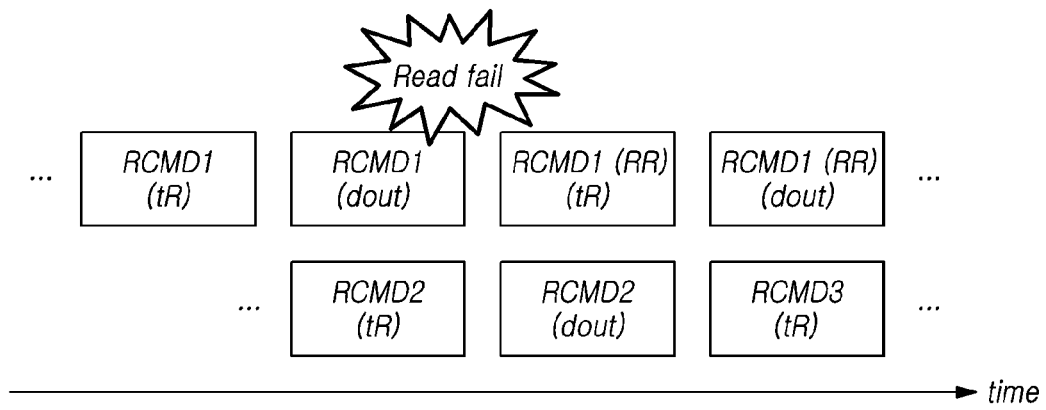 Read fail
... RCMD1 RCMD1 RCMD1 (RR) RCMD1 (RR) ...
(tR) (dout) (tR) (dout)
... RCMD2 RCMD2 RCMD3 ...
(tR) (dout) (tR)
time